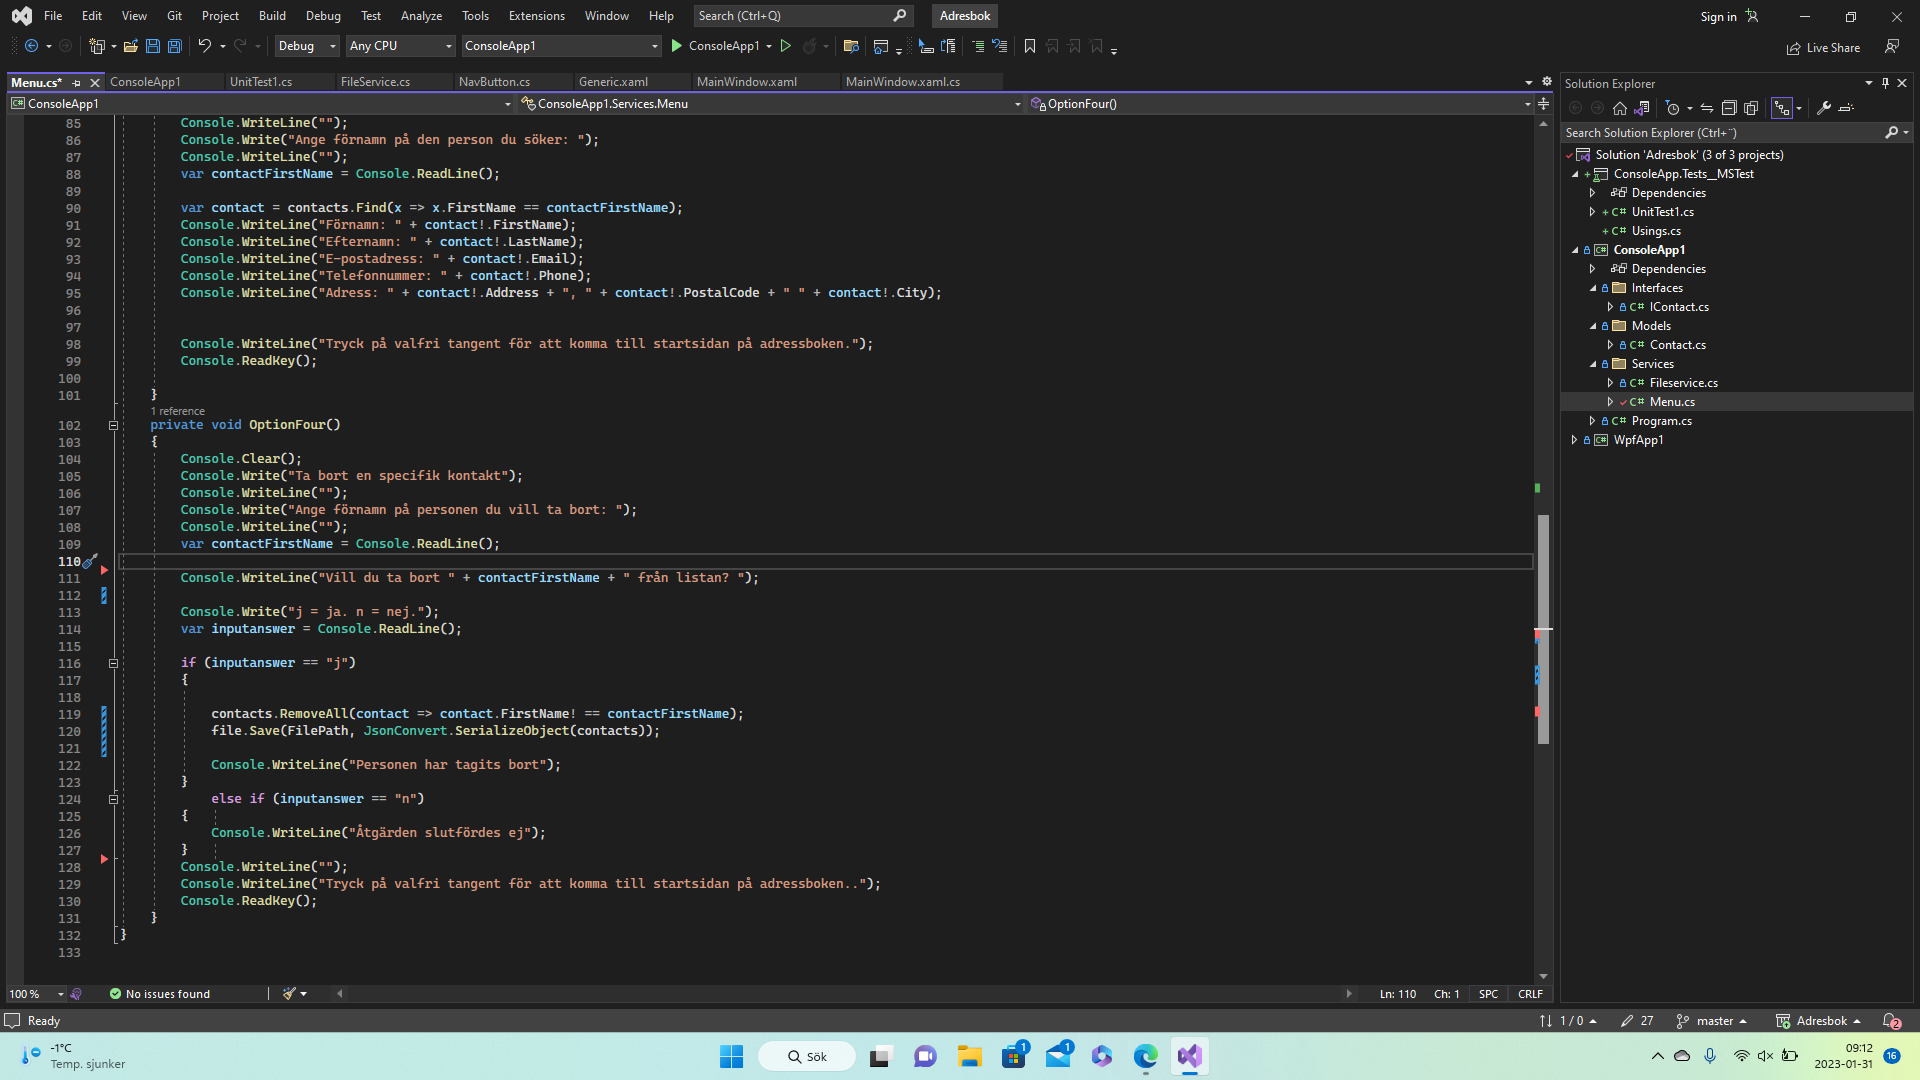 File Edit View Git Project Build Debug Test Analyze Tools Extensions Window Help Search (Ctrl+Q) Adresbok Sign in
Debug Any CPU ConsoleApp1 ConsoleApp1 Live Share
Menu.cs* ConsoleApp1 UnitTest1.cs FileService.cs NavButton.cs Generic.xaml MainWindow.xaml MainWindow.xaml.cs
ConsoleApp1 ConsoleApp1.Services.Menu OptionFour()
85 Console.WriteLine("");
86 Console.Write("Ange förnamn på den person du söker: ");
87 Console.WriteLine("");
88 var contactFirstName = Console.ReadLine();
89
90 var contact = contacts.Find(x => x.FirstName == contactFirstName);
91 Console.WriteLine("Förnamn: " + contact!.FirstName);
92 Console.WriteLine("Efternamn: " + contact!.LastName);
93 Console.WriteLine("E-postadress: " + contact!.Email);
94 Console.WriteLine("Telefonnummer: " + contact!.Phone);
95 Console.WriteLine("Adress: " + contact!.Address + ", " + contact!.PostalCode + " " + contact!.City);
96
97
98 Console.WriteLine("Tryck på valfri tangent för att komma till startsidan på adressboken.");
99 Console.ReadKey();
100
101 }
1 reference
102 private void OptionFour()
103 {
104 Console.Clear();
105 Console.Write("Ta bort en specifik kontakt");
106 Console.WriteLine("");
107 Console.Write("Ange förnamn på personen du vill ta bort: ");
108 Console.WriteLine("");
109 var contactFirstName = Console.ReadLine();
110
111 Console.WriteLine("Vill du ta bort " + contactFirstName + " från listan? ");
112
113 Console.Write("j = ja. n = nej.");
114 var inputanswer = Console.ReadLine();
115
116 if (inputanswer == "j")
117 {
118
119 contacts.RemoveAll(contact => contact.FirstName! == contactFirstName);
120 file.Save(FilePath, JsonConvert.SerializeObject(contacts));
121
122 Console.WriteLine("Personen har tagits bort");
123 }
124 else if (inputanswer == "n")
125 {
126 Console.WriteLine("Åtgärden slutfördes ej");
127 }
128 Console.WriteLine("");
129 Console.WriteLine("Tryck på valfri tangent för att komma till startsidan på adressboken..");
130 Console.ReadKey();
131 }
132 }
133
100 % No issues found Ln: 110 Ch: 1 SPC CRLF
Solution Explorer
Search Solution Explorer (Ctrl+¨)
Solution 'Adresbok' (3 of 3 projects)
ConsoleApp.Tests__MSTest
Dependencies
C# UnitTest1.cs
C# Usings.cs
C# ConsoleApp1
Dependencies
Interfaces
C# IContact.cs
Models
C# Contact.cs
Services
C# Fileservice.cs
C# Menu.cs
C# Program.cs
C# WpfApp1
Ready 1 / 0 27 master Adresbok 2
-1°C
Temp. sjunker
Sök
1
1
09:12
2023-01-31
16